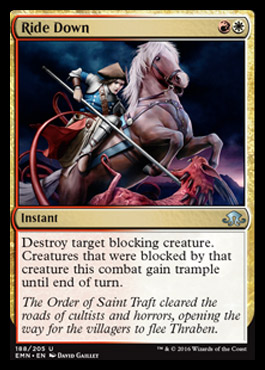 Ride Down
Instant
Destroy target blocking creature.
Creatures that were blocked by that
creature this combat gain trample
until end of turn.
The Order of Saint Traft cleared the
roads of cultists and horrors, opening the
way for the villagers to flee Thraben.
188/205 U
EMN • EN DAVID GAILLET
™ & © 2016 Wizards of the Coast